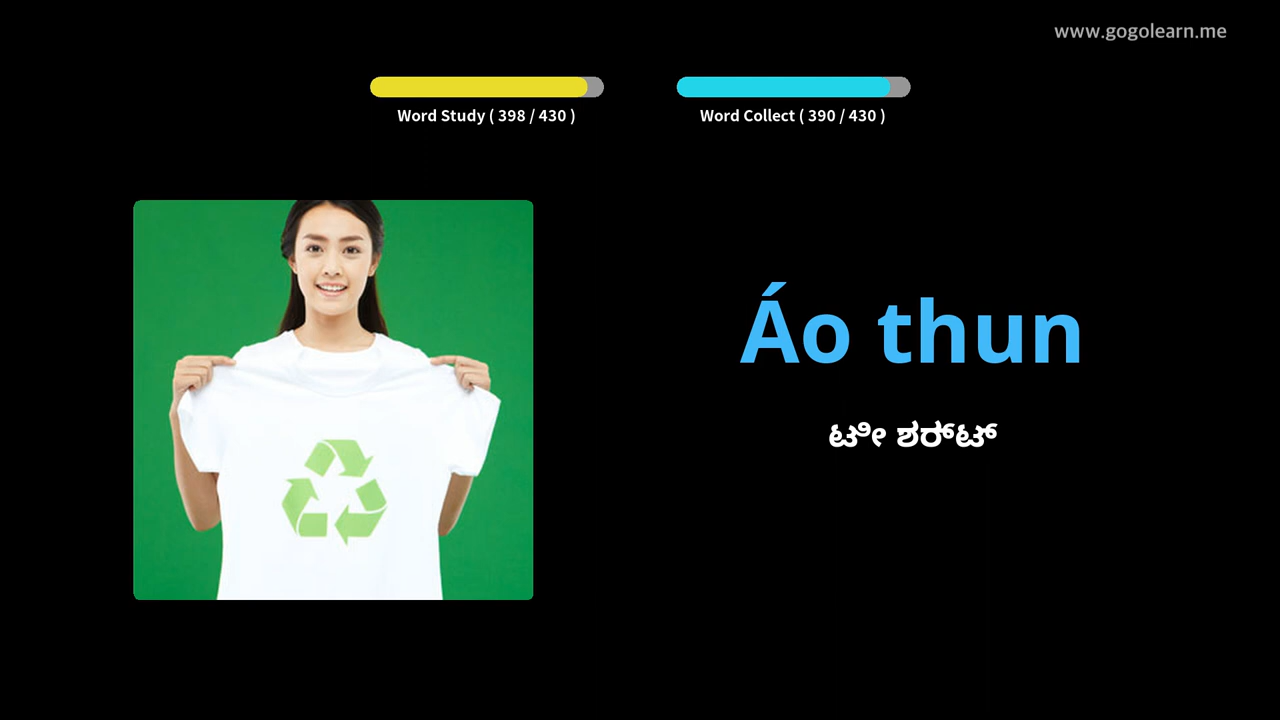 www.gogolearn.me
Word Study ( 398 / 430 )
Word Collect ( 390 / 430 )
Áo thun
ಟೀ ಶರ್ಟ್